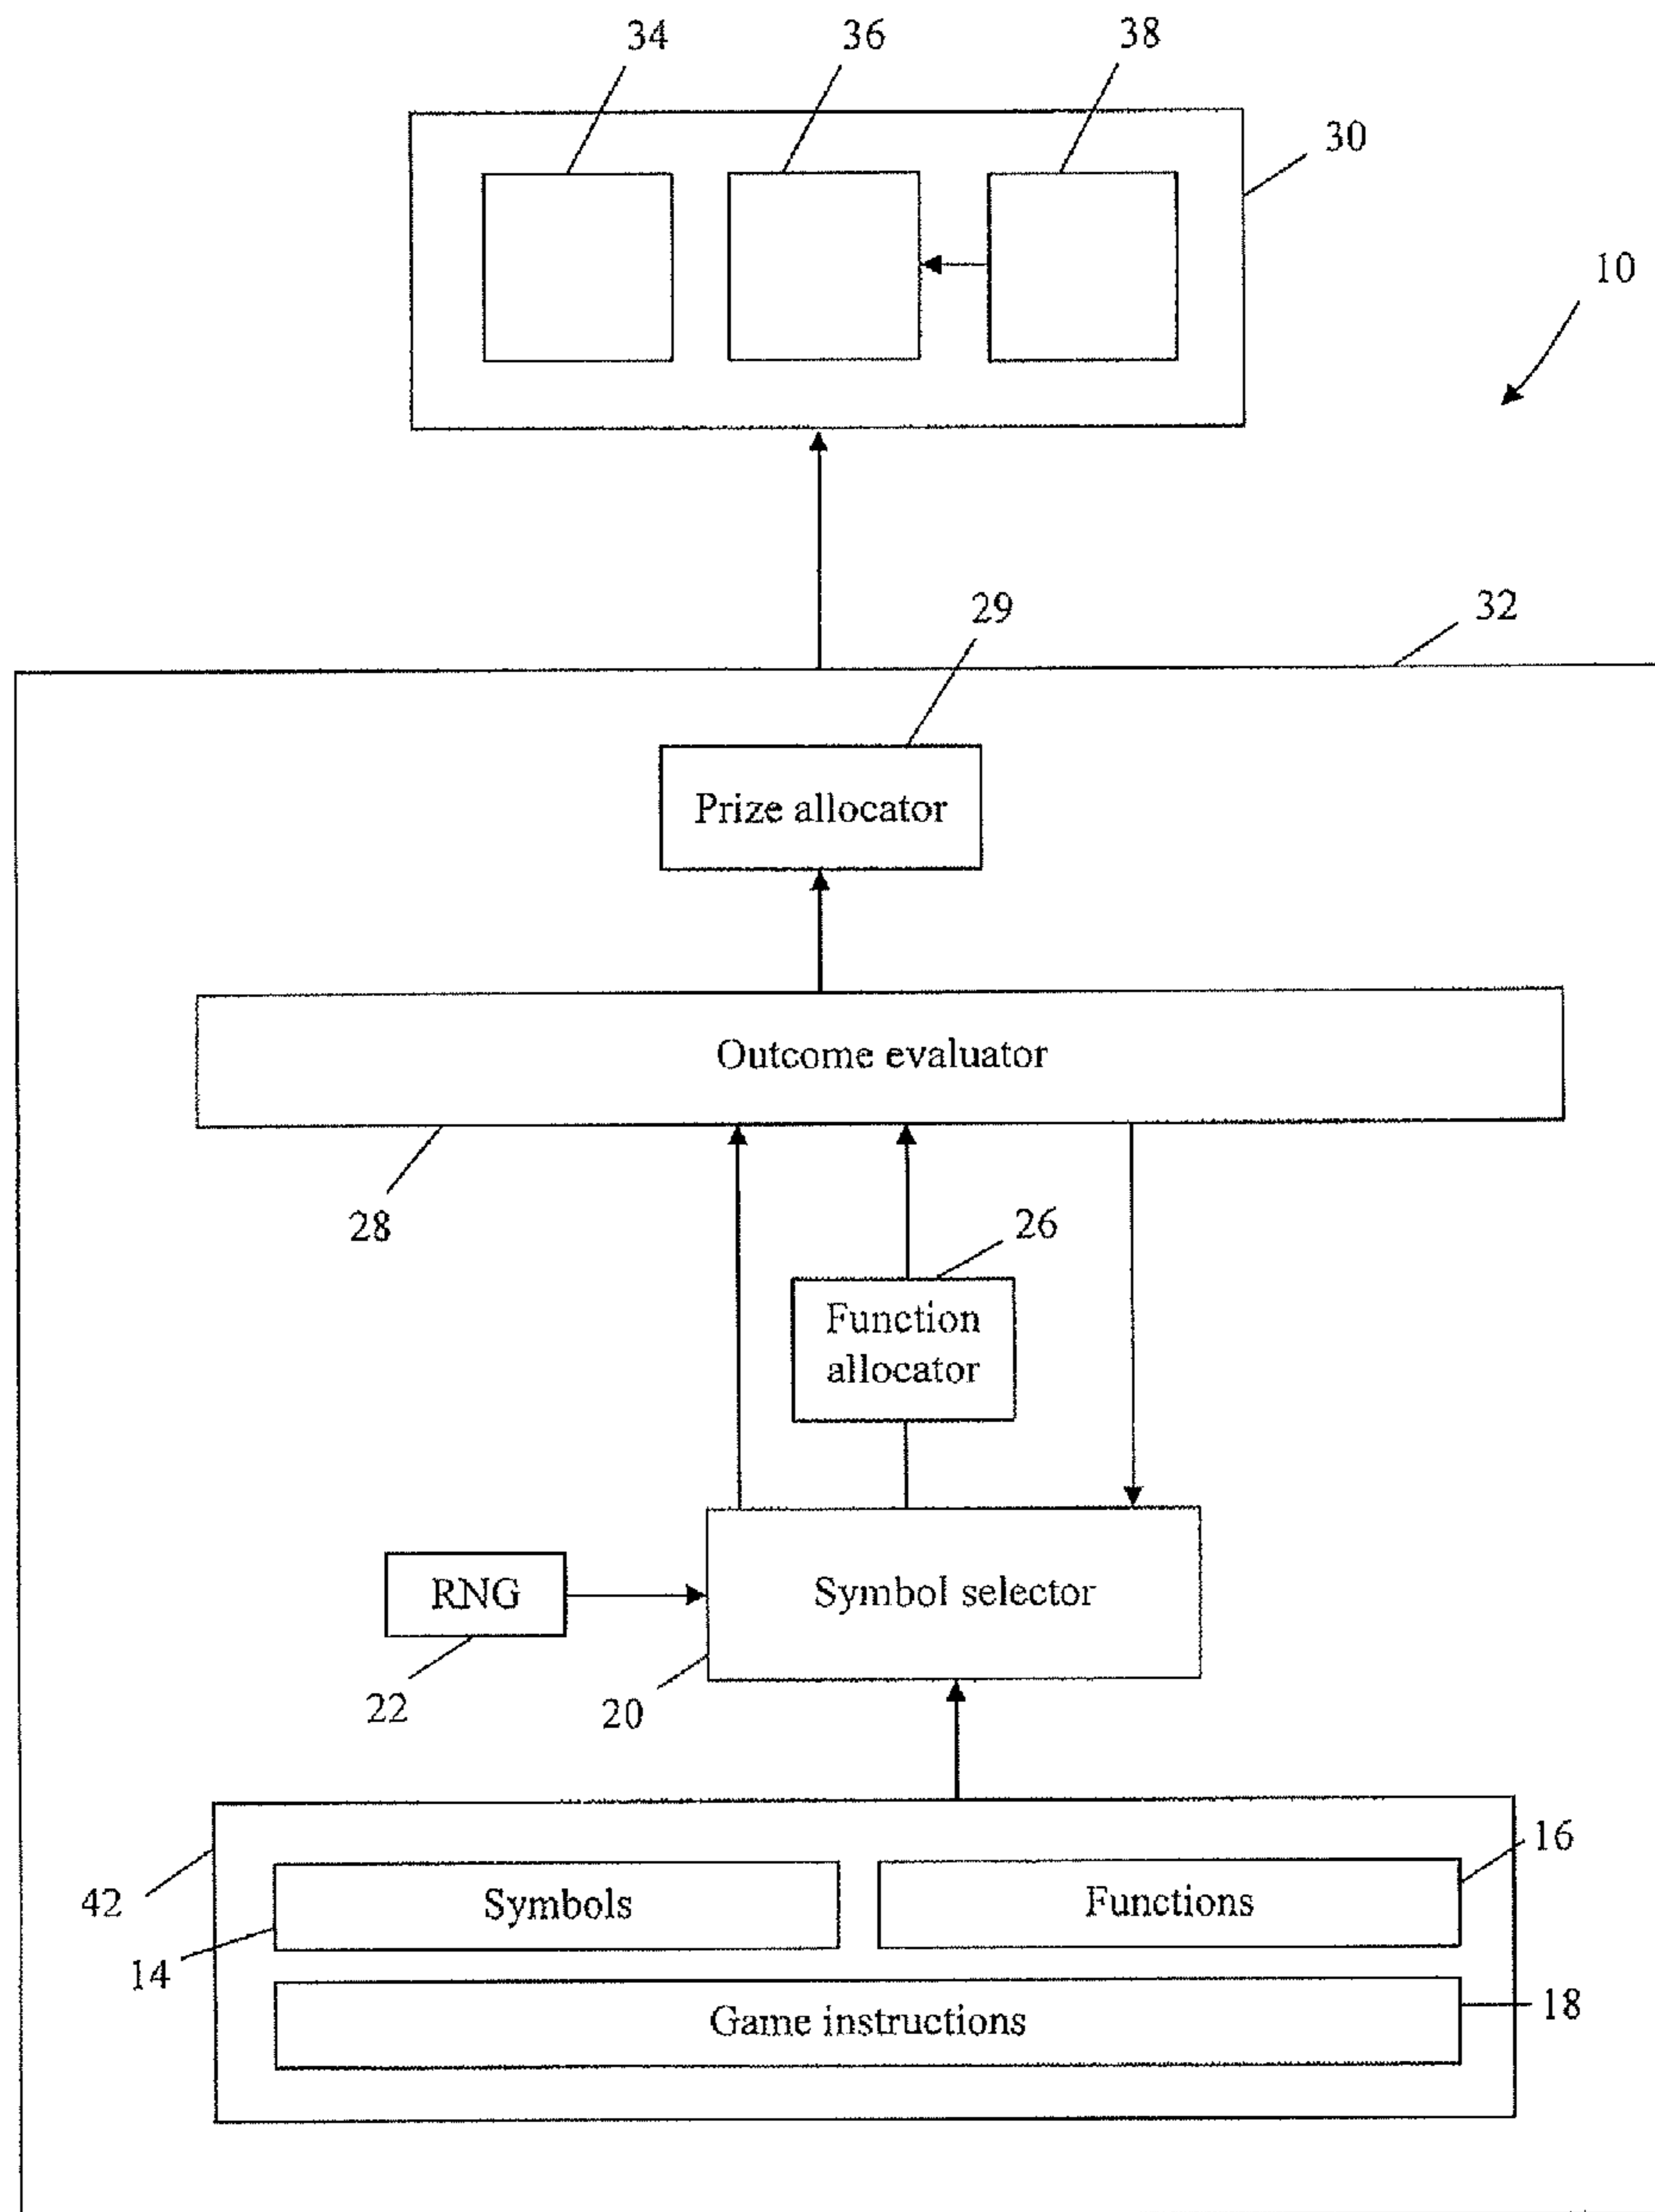 34
36
38
30
10
29
32
Prize allocator
Outcome evaluator
28
26
Function
allocator
RNG
Symbol selector
22
20
16
42
Symbols
Functions
14
Game instructions
18